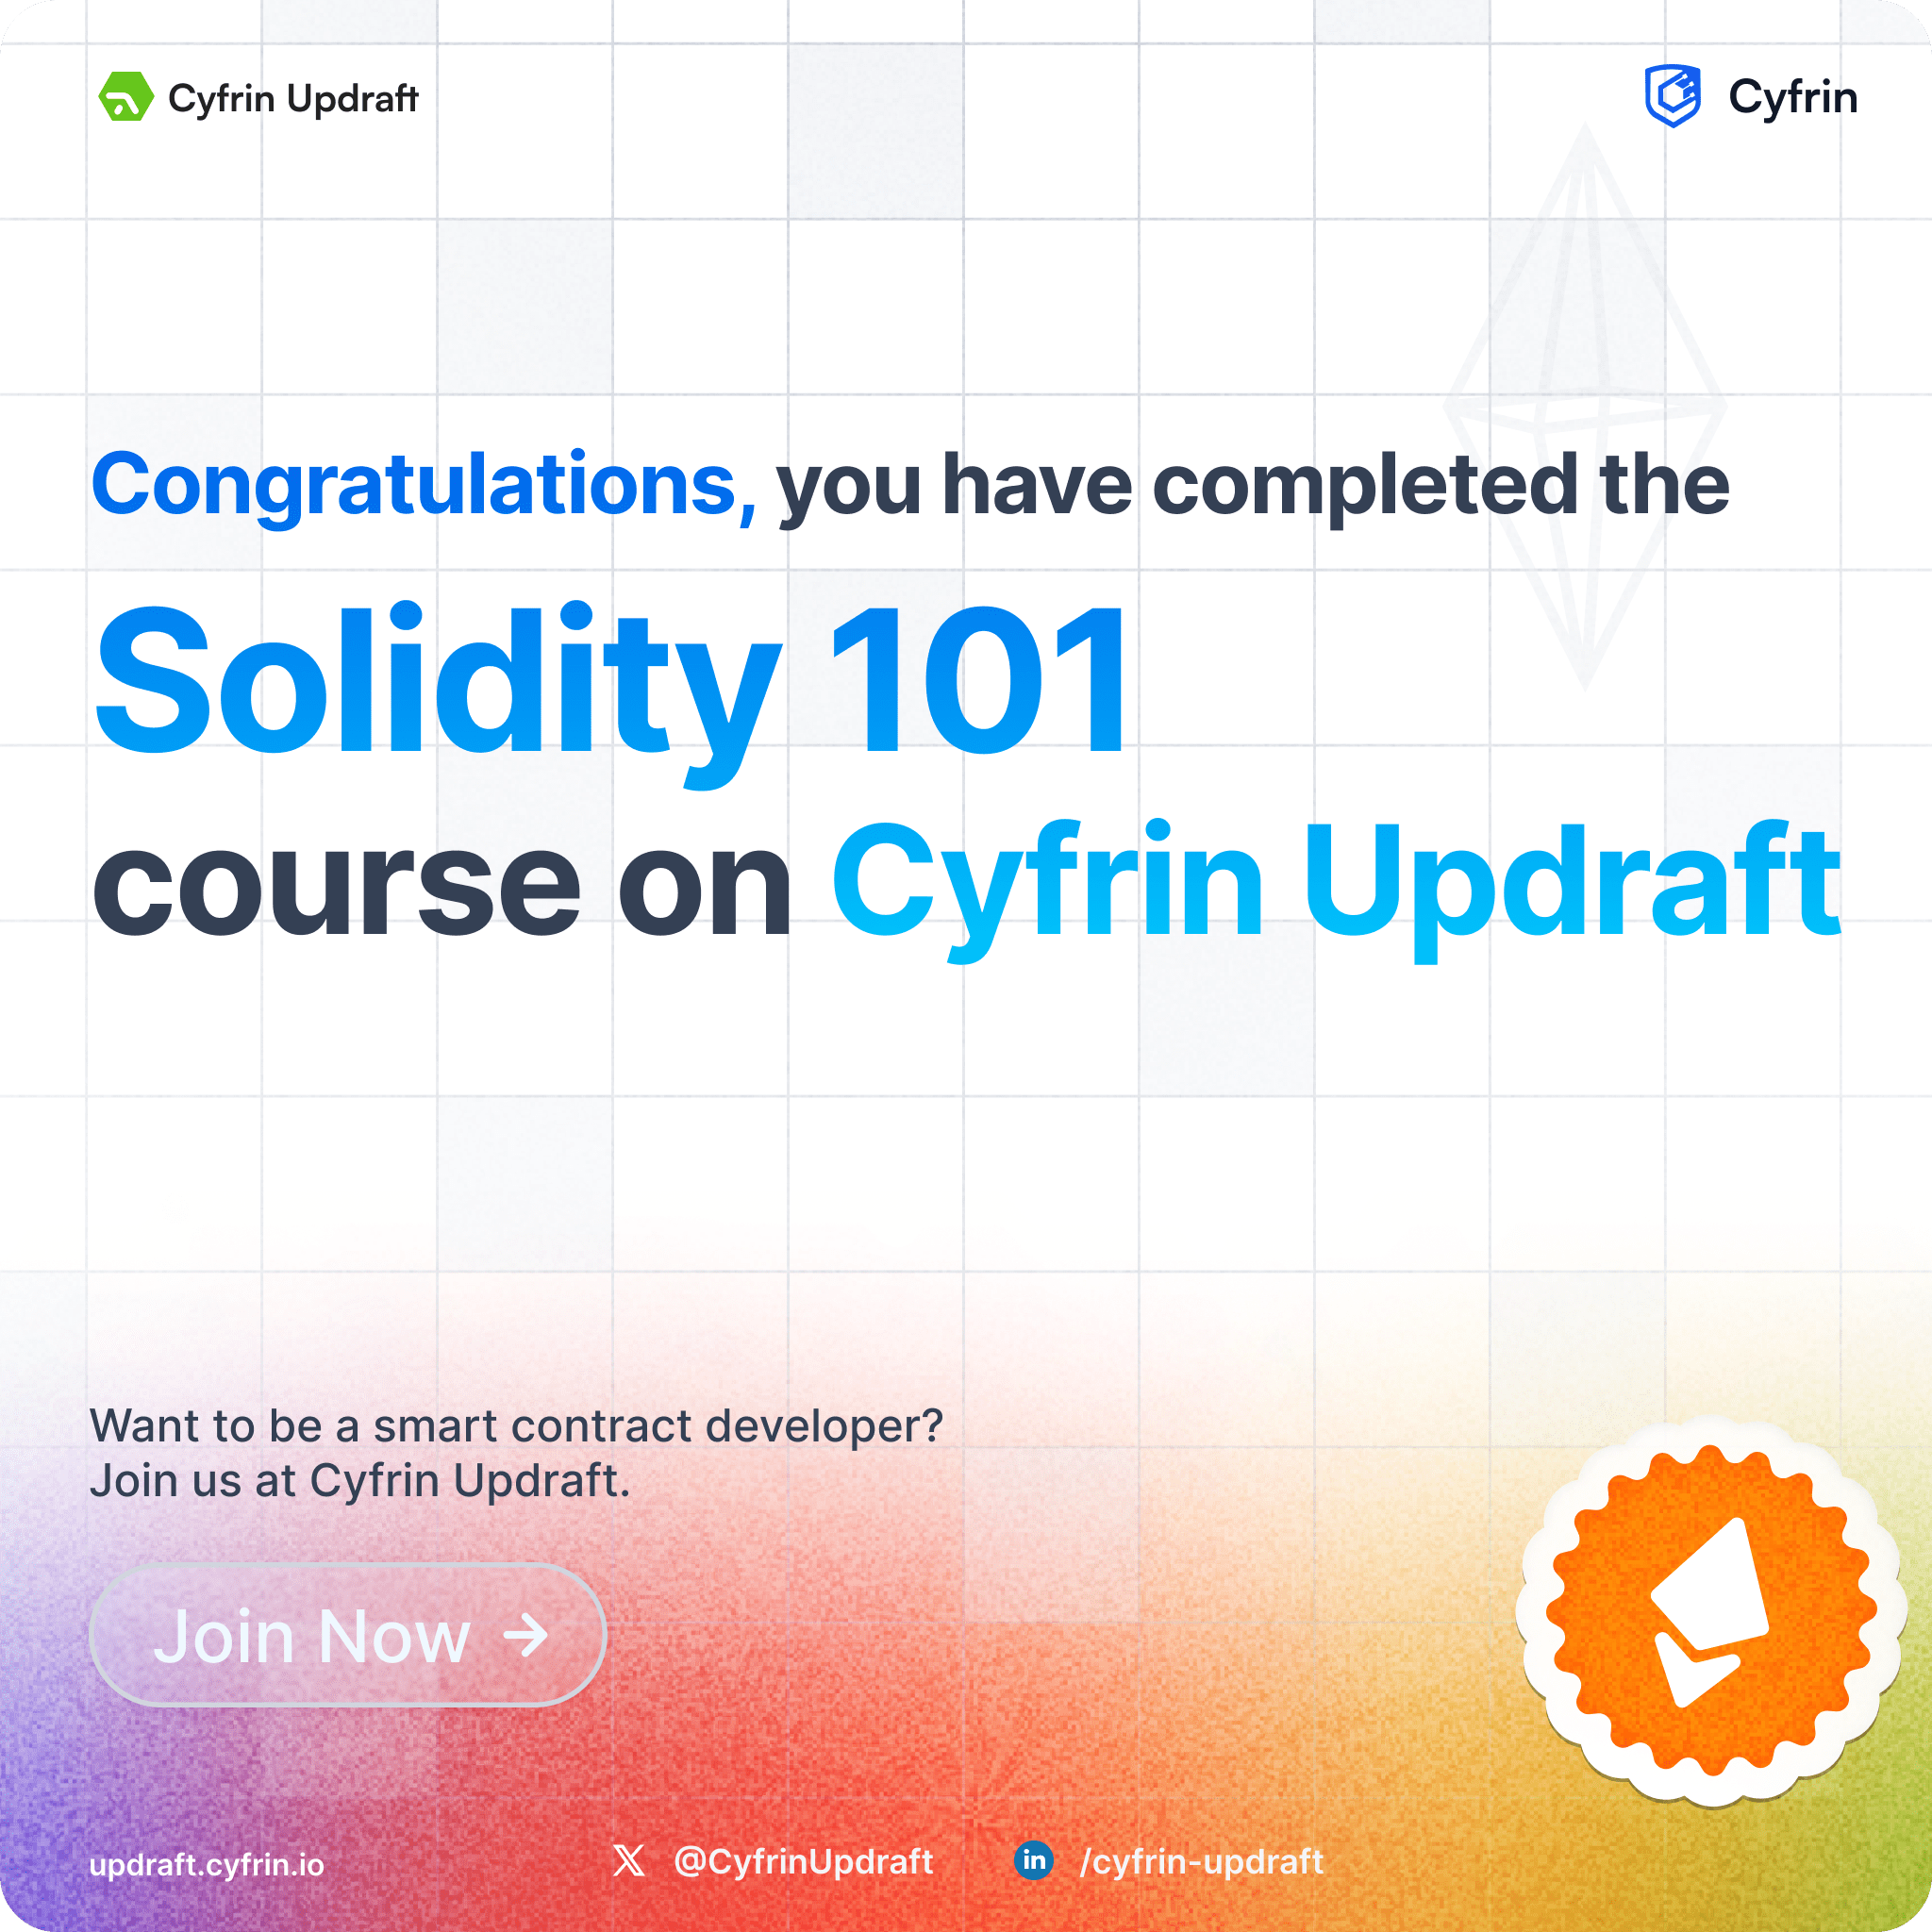 Cyfrin Updraft
Cyfrin
Congratulations, you have completed the
Solidity 101
course on Cyfrin Updraft
Want to be a smart contract developer?
Join us at Cyfrin Updraft.
Join Now →
updraft.cyfrin.io
@CyfrinUpdraft
in
/cyfrin-updraft